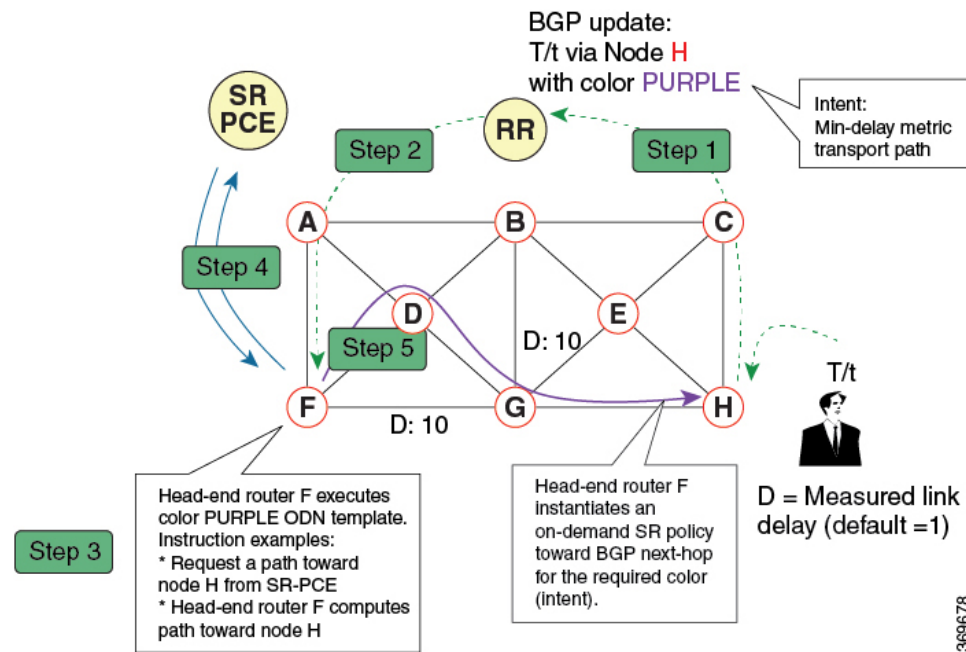 BGP update:
T/t via Node H
with color PURPLE
SR
PCE
RR
Intent:
Min-delay metric
transport path
Step 2
Step 1
A
B
C
Step 4
D
E
Step 5
D: 10
T/t
F
G
H
D: 10
Head-end router F executes
color PURPLE ODN template.
Instruction examples:
* Request a path toward
node H from SR-PCE
* Head-end router F computes
path toward node H
Step 3
Head-end router F
instantiates an
on-demand SR policy
toward BGP next-hop
for the required color
(intent).
D = Measured link
delay (default =1)
369678